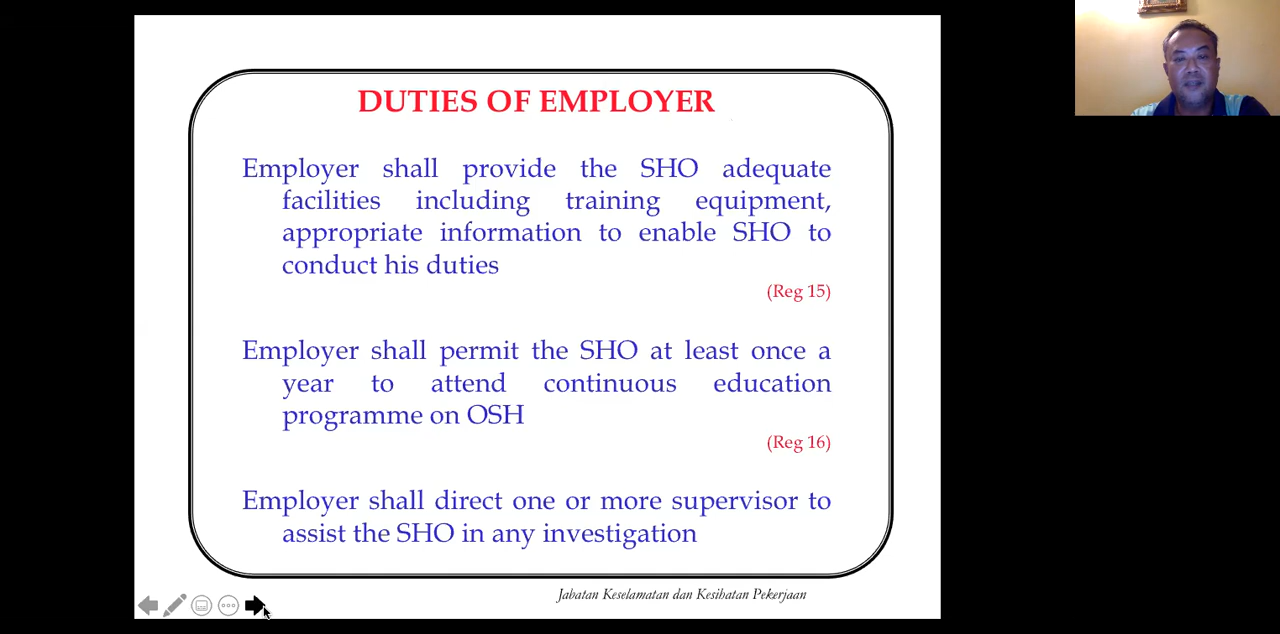 DUTIES OF EMPLOYER
Employer shall provide the SHO adequate
facilities including training equipment,
appropriate information to enable SHO to
conduct his duties
(Reg 15)
Employer shall permit the SHO at least once a
year to attend continuous education
programme on OSH
(Reg 16)
Employer shall direct one or more supervisor to
assist the SHO in any investigation
Jabatan Keselamatan dan Kesihatan Pekerjaan